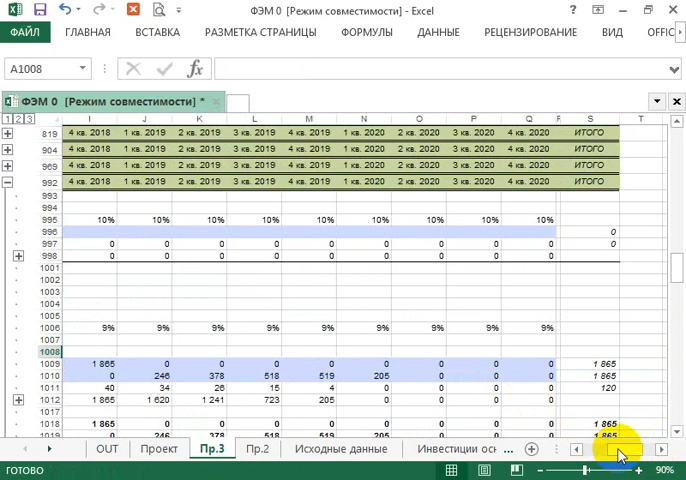 ФЭМ 0 [Режим совместимости] - Excel
ФАЙЛ ГЛАВНАЯ ВСТАВКА РАЗМЕТКА СТРАНИЦЫ ФОРМУЛЫ ДАННЫЕ РЕЦЕНЗИРОВАНИЕ ВИД OFFIC
A1008 fx
ФЭМ 0 [Режим совместимости] *
1 2 3 I J K L M N O P Q F S T
819 4 кв. 2018 1 кв. 2019 2 кв. 2019 3 кв. 2019 4 кв. 2019 1 кв. 2020 2 кв. 2020 3 кв. 2020 4 кв. 2020 ИТОГО
904 4 кв. 2018 1 кв. 2019 2 кв. 2019 3 кв. 2019 4 кв. 2019 1 кв. 2020 2 кв. 2020 3 кв. 2020 4 кв. 2020 ИТОГО
969 4 кв. 2018 1 кв. 2019 2 кв. 2019 3 кв. 2019 4 кв. 2019 1 кв. 2020 2 кв. 2020 3 кв. 2020 4 кв. 2020 ИТОГО
992 4 кв. 2018 1 кв. 2019 2 кв. 2019 3 кв. 2019 4 кв. 2019 1 кв. 2020 2 кв. 2020 3 кв. 2020 4 кв. 2020 ИТОГО
993
994
995 10% 10% 10% 10% 10% 10% 10% 10% 10%
996 0
997 0 0 0 0 0 0 0 0 0 0
998 0 0 0 0 0 0 0 0 0
1001
1002
1003
1004
1005
1006 9% 9% 9% 9% 9% 9% 9% 9% 9%
1007
1008
1009 1 865 0 0 0 0 0 0 0 0 1 865
1010 0 246 378 518 519 205 0 0 0 1 865
1011 40 34 26 15 4 0 0 0 0 120
1012 1 865 1 620 1 241 723 205 0 0 0 0
1017
1018 1 865 0 0 0 0 0 0 0 0 1 865
1019 0 246 378 518 519 205 0 0 0 1 865
OUT Проект Пр.3 Пр.2 Исходные данные Инвестиции осн ...
ГОТОВО 90%